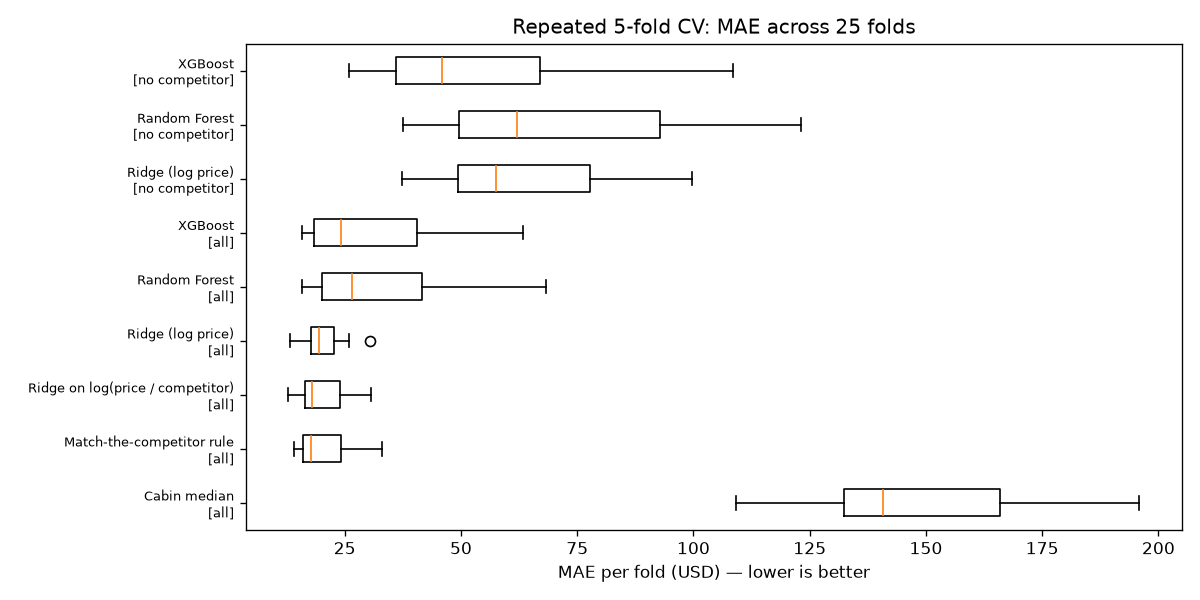 Repeated 5-fold CV: MAE across 25 folds
XGBoost
[no competitor]
Random Forest
[no competitor]
Ridge (log price)
[no competitor]
XGBoost
[all]
Random Forest
[all]
Ridge (log price)
[all]
Ridge on log(price / competitor)
[all]
Match-the-competitor rule
[all]
Cabin median
[all]
25 50 75 100 125 150 175 200
MAE per fold (USD) — lower is better